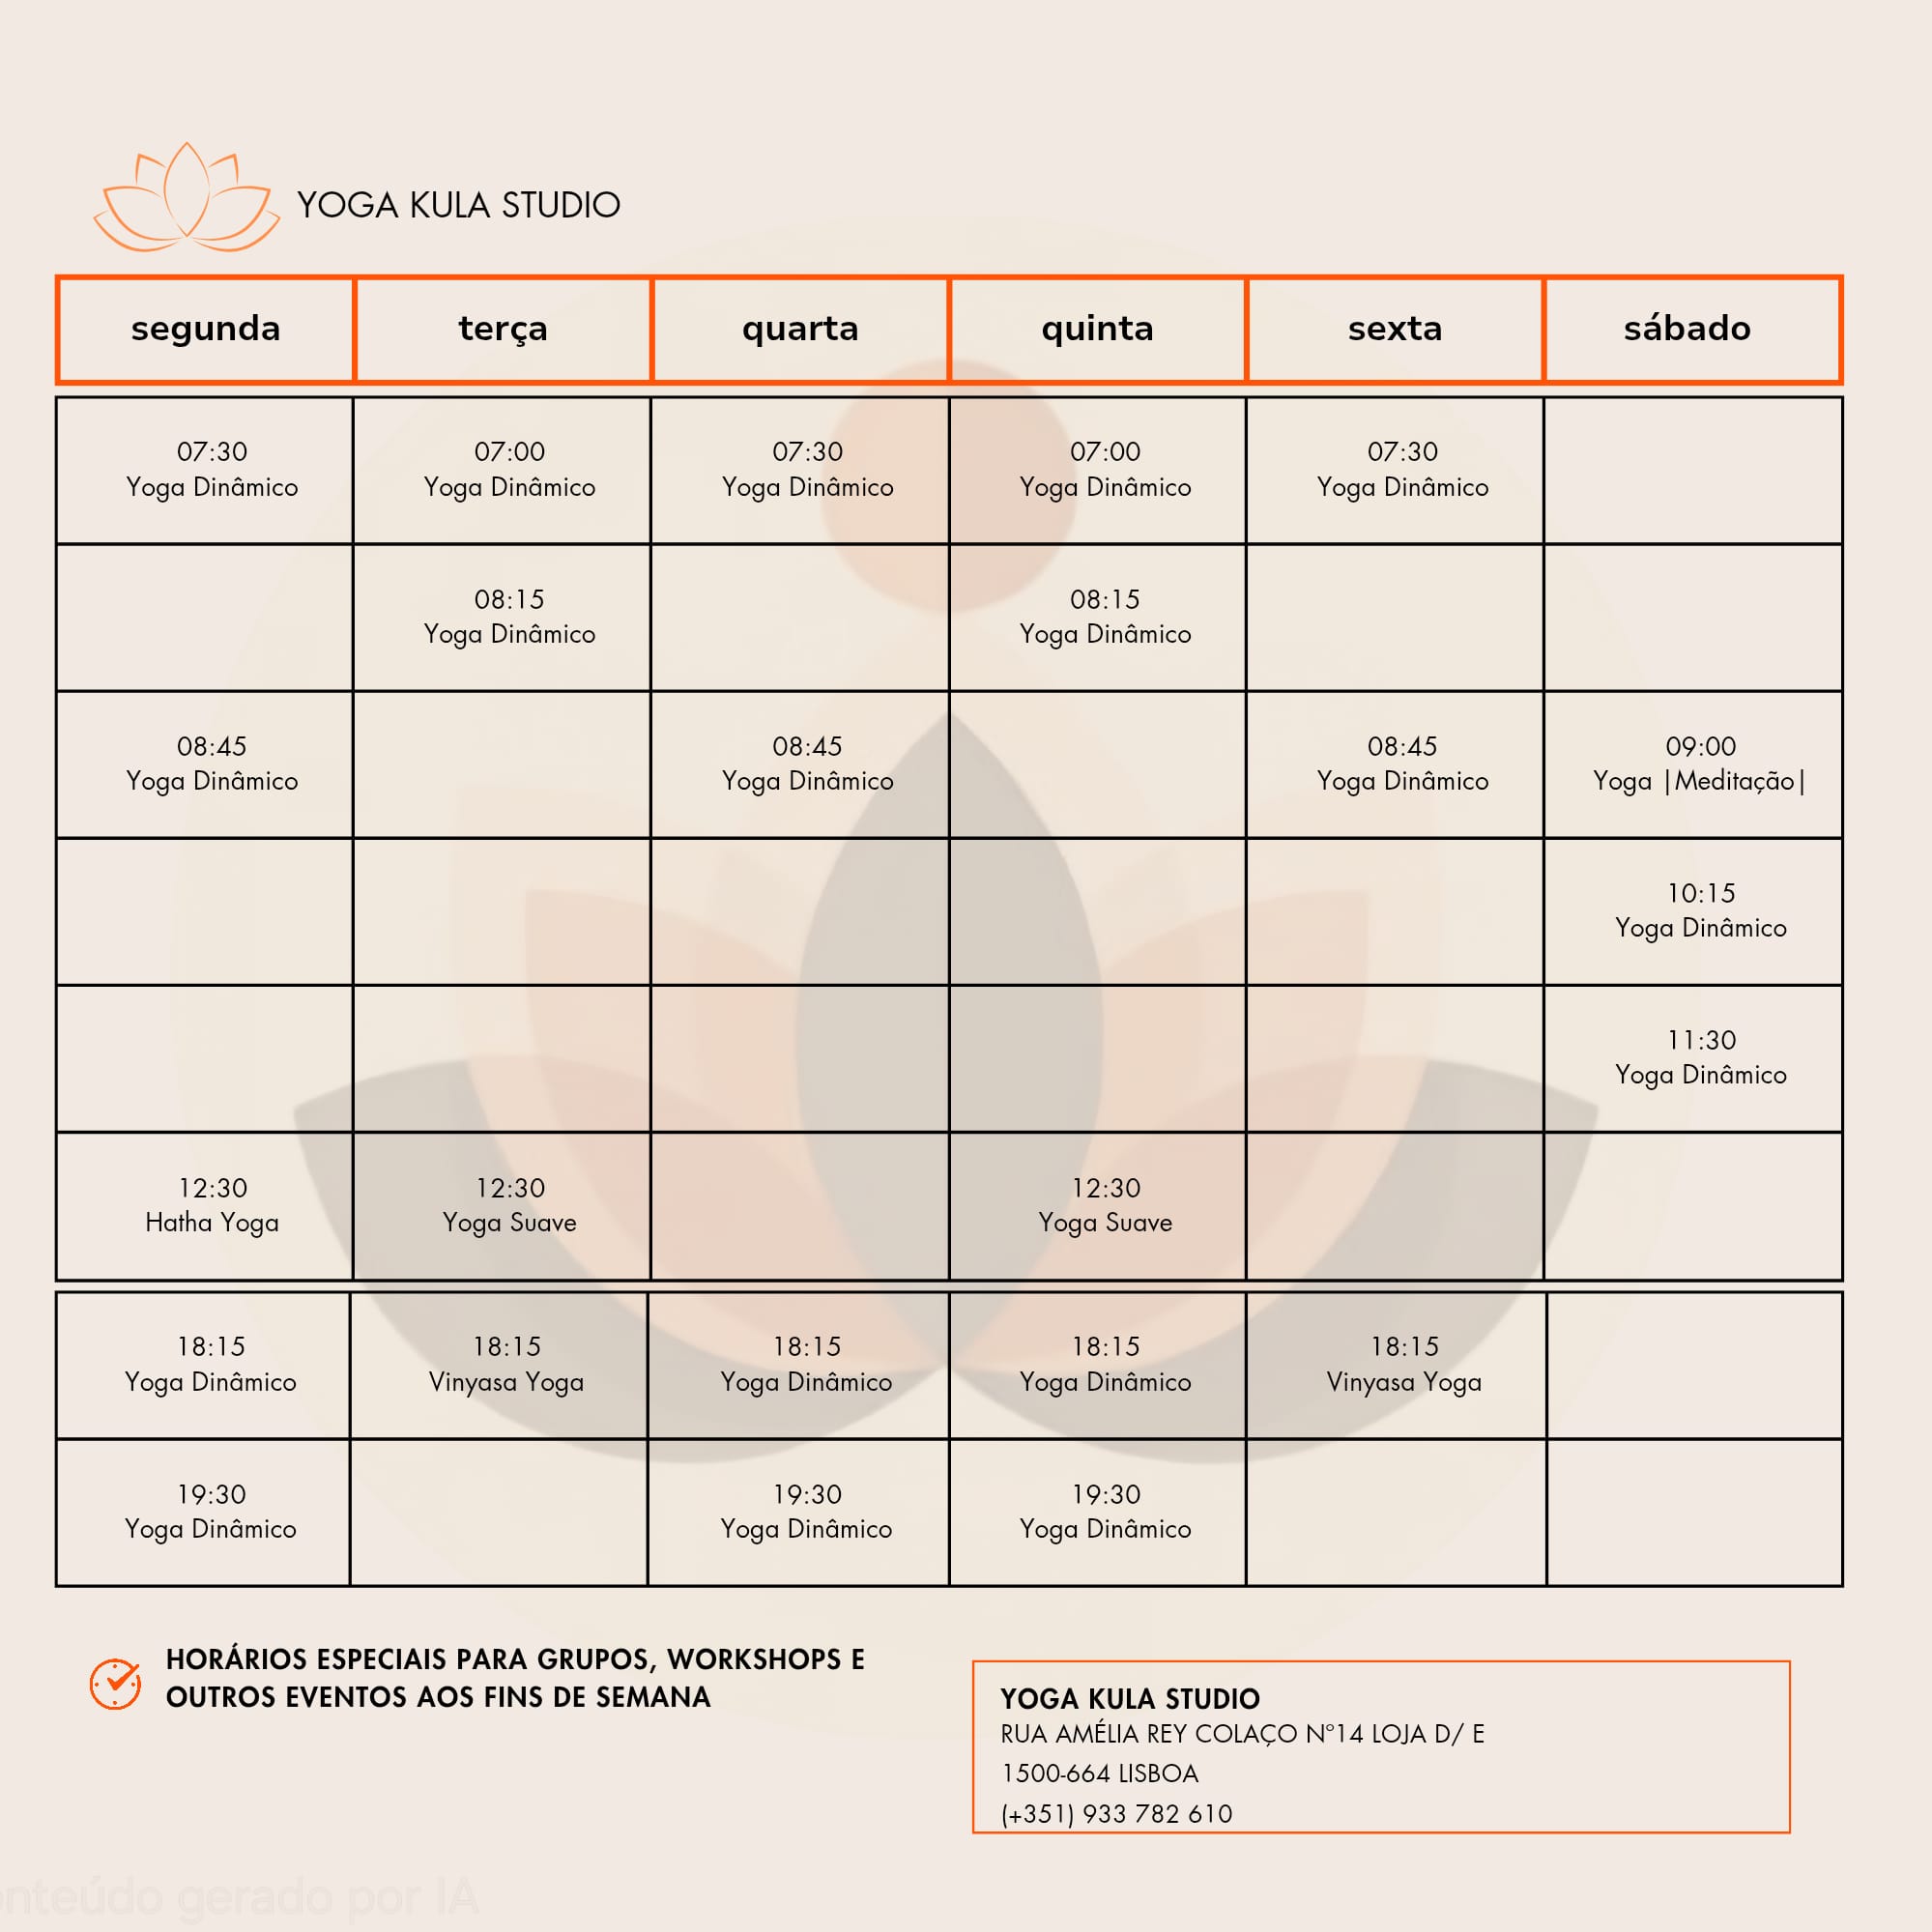 YOGA KULA STUDIO
segunda terça quarta quinta sexta sábado
07:30 07:00 07:30 07:00 07:30
Yoga Dinâmico Yoga Dinâmico Yoga Dinâmico Yoga Dinâmico Yoga Dinâmico
08:15 08:15
Yoga Dinâmico Yoga Dinâmico
08:45 08:45 08:45 09:00
Yoga Dinâmico Yoga Dinâmico Yoga Dinâmico Yoga |Meditação|
10:15
Yoga Dinâmico
11:30
Yoga Dinâmico
12:30 12:30 12:30
Hatha Yoga Yoga Suave Yoga Suave
18:15 18:15 18:15 18:15 18:15
Yoga Dinâmico Vinyasa Yoga Yoga Dinâmico Yoga Dinâmico Vinyasa Yoga
19:30 19:30 19:30
Yoga Dinâmico Yoga Dinâmico Yoga Dinâmico
HORÁRIOS ESPECIAIS PARA GRUPOS, WORKSHOPS E
OUTROS EVENTOS AOS FINS DE SEMANA
YOGA KULA STUDIO
RUA AMÉLIA REY COLAÇO Nº14 LOJA D/ E
1500-664 LISBOA
(+351) 933 782 610
onteúdo gerado por IA